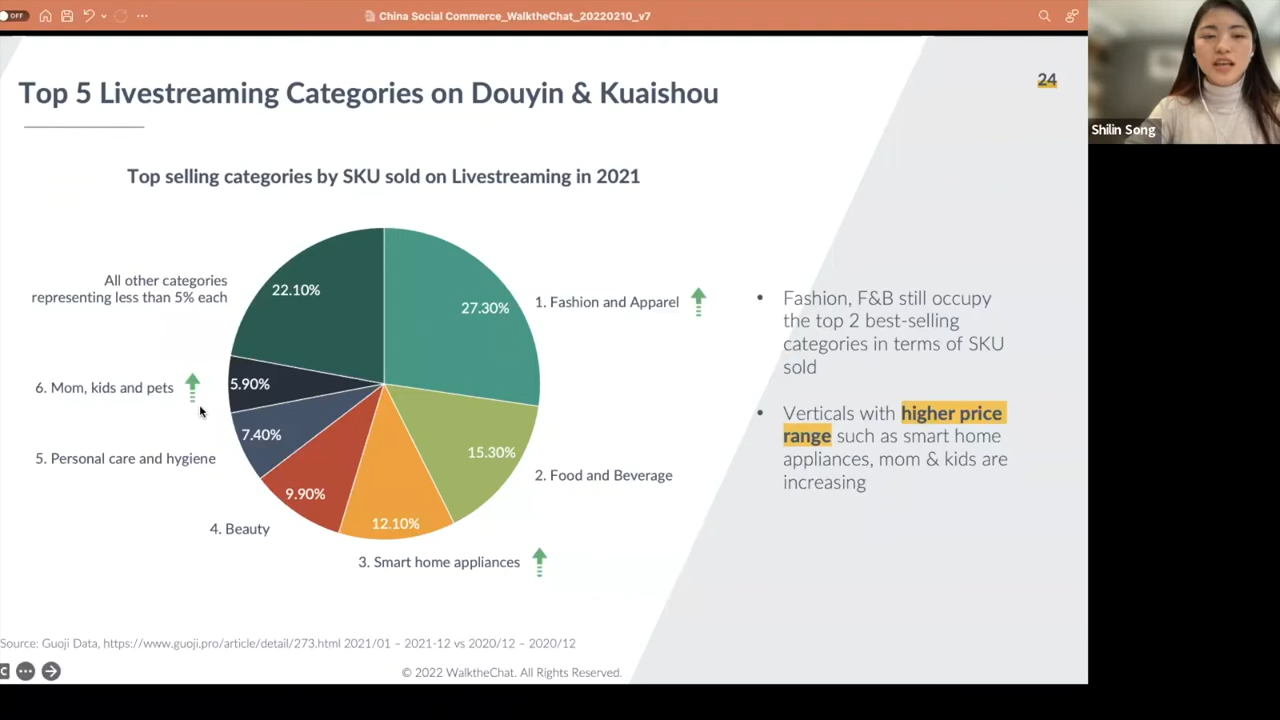 OFF
China Social Commerce_WalktheChat_20220210_v7
Top 5 Livestreaming Categories on Douyin & Kuaishou
24
Shilin Song
Top selling categories by SKU sold on Livestreaming in 2021
All other categories
representing less than 5% each
22.10%
27.30%
1. Fashion and Apparel
6. Mom, kids and pets
5.90%
7.40%
5. Personal care and hygiene
15.30%
2. Food and Beverage
9.90%
4. Beauty
12.10%
3. Smart home appliances
• Fashion, F&B still occupy
the top 2 best-selling
categories in terms of SKU
sold
• Verticals with higher price
range such as smart home
appliances, mom & kids are
increasing
Source: Guoji Data, https://www.guoji.pro/article/detail/273.html 2021/01 – 2021-12 vs 2020/12 – 2020/12
© 2022 WalktheChat. All Rights Reserved.